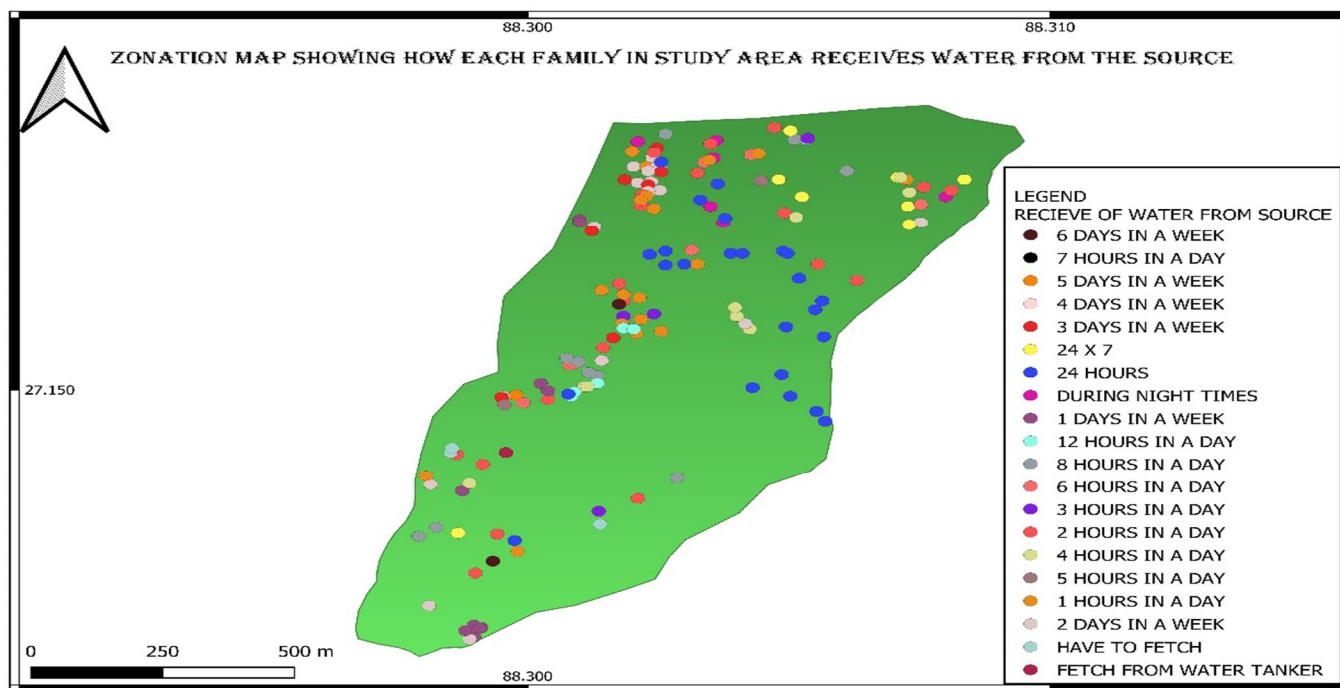 88.300 88.310
ZONATION MAP SHOWING HOW EACH FAMILY IN STUDY AREA RECEIVES WATER FROM THE SOURCE
27.150
LEGEND
RECIEVE OF WATER FROM SOURCE
6 DAYS IN A WEEK
7 HOURS IN A DAY
5 DAYS IN A WEEK
4 DAYS IN A WEEK
3 DAYS IN A WEEK
24 X 7
24 HOURS
DURING NIGHT TIMES
1 DAYS IN A WEEK
12 HOURS IN A DAY
8 HOURS IN A DAY
6 HOURS IN A DAY
3 HOURS IN A DAY
2 HOURS IN A DAY
4 HOURS IN A DAY
5 HOURS IN A DAY
1 HOURS IN A DAY
2 DAYS IN A WEEK
HAVE TO FETCH
FETCH FROM WATER TANKER
0 250 500 m
88.300